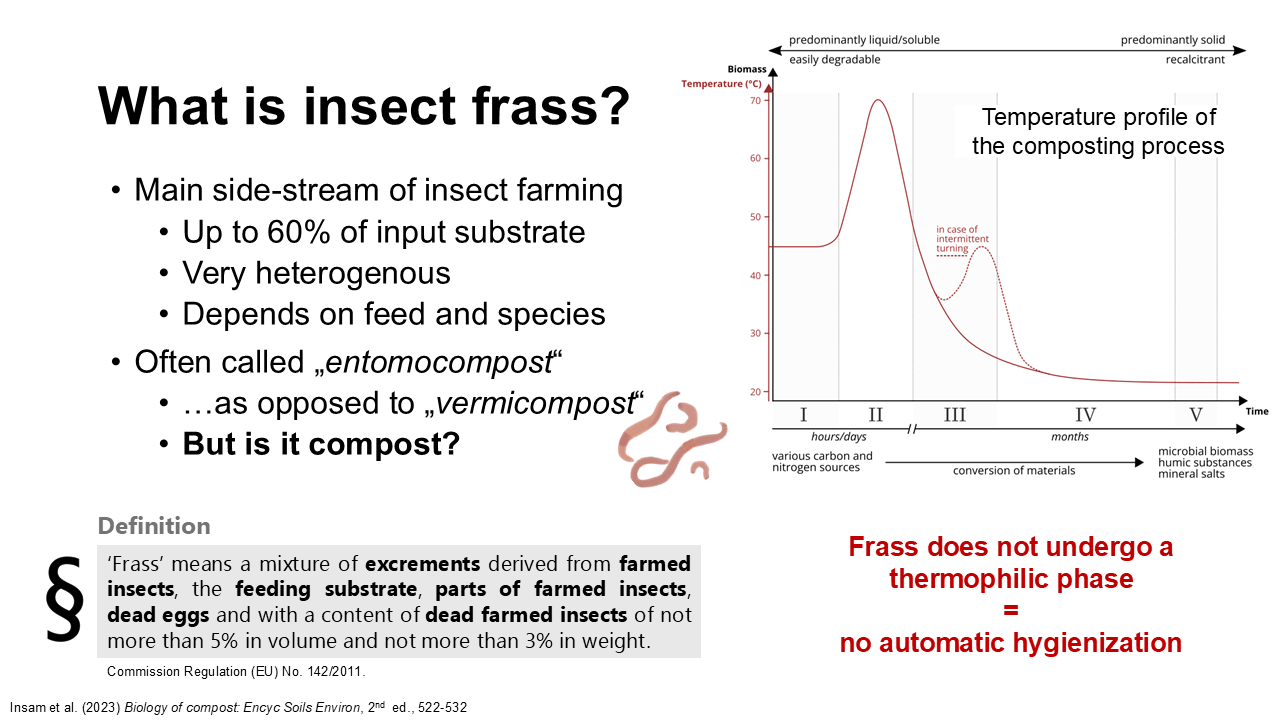 What is insect frass?
• Main side-stream of insect farming
• Up to 60% of input substrate
• Very heterogenous
• Depends on feed and species
• Often called „entomocompost“
• …as opposed to „vermicompost“
• But is it compost?
Definition
§
‘Frass’ means a mixture of excrements derived from farmed
insects, the feeding substrate, parts of farmed insects,
dead eggs and with a content of dead farmed insects of not
more than 5% in volume and not more than 3% in weight.
Commission Regulation (EU) No. 142/2011.
predominantly liquid/soluble
predominantly solid
easily degradable
recalcitrant
Biomass
Temperature (°C)
Temperature profile of
the composting process
70
60
50
40
30
20
in case of
intermittent
turning
I II III IV V
Time
hours/days
months
various carbon and
nitrogen sources
conversion of materials
microbial biomass
humic substances
mineral salts
Frass does not undergo a
thermophilic phase
=
no automatic hygienization
Insam et al. (2023) Biology of compost: Encyc Soils Environ, 2nd ed., 522-532